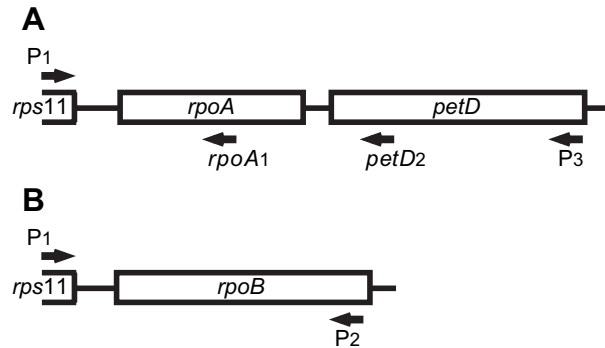 A
P1
rps11 rpoA petD
rpoA1 petD2 P3
B
P1
rps11 rpoB
P2